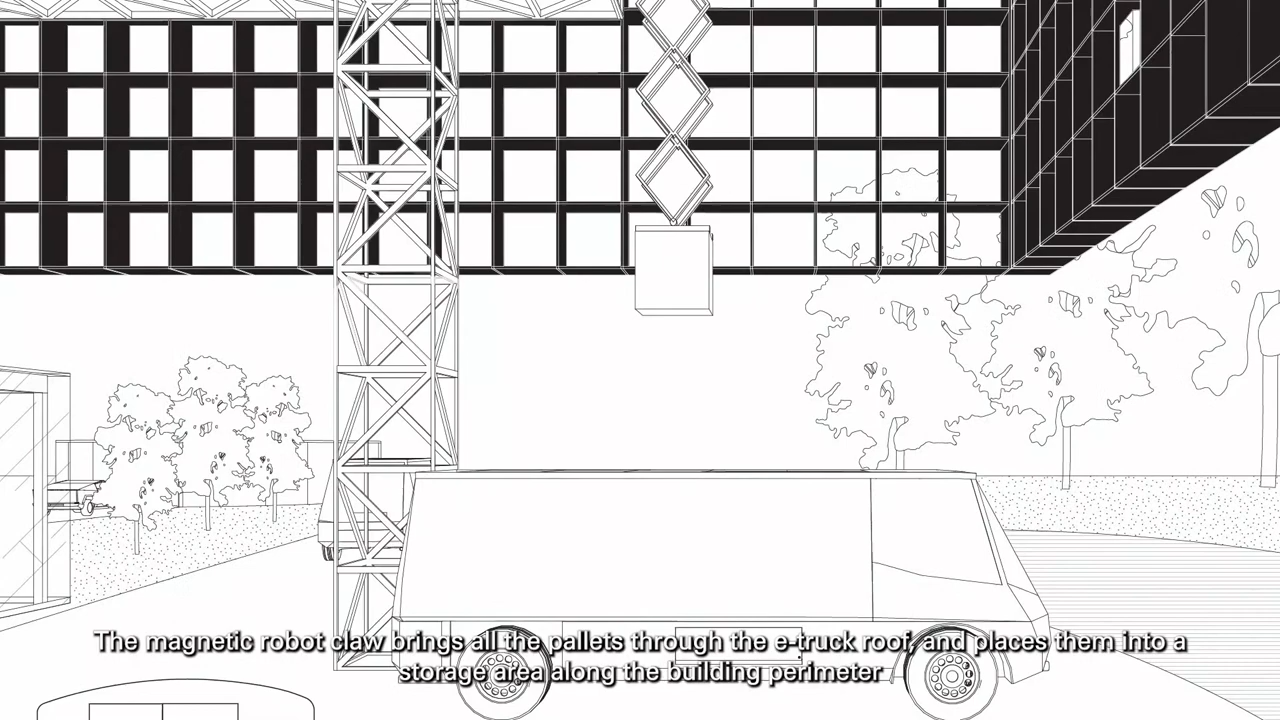 The magnetic robot claw brings all the pallets through the e-truck roof, and places them into a
storage area along the building perimeter